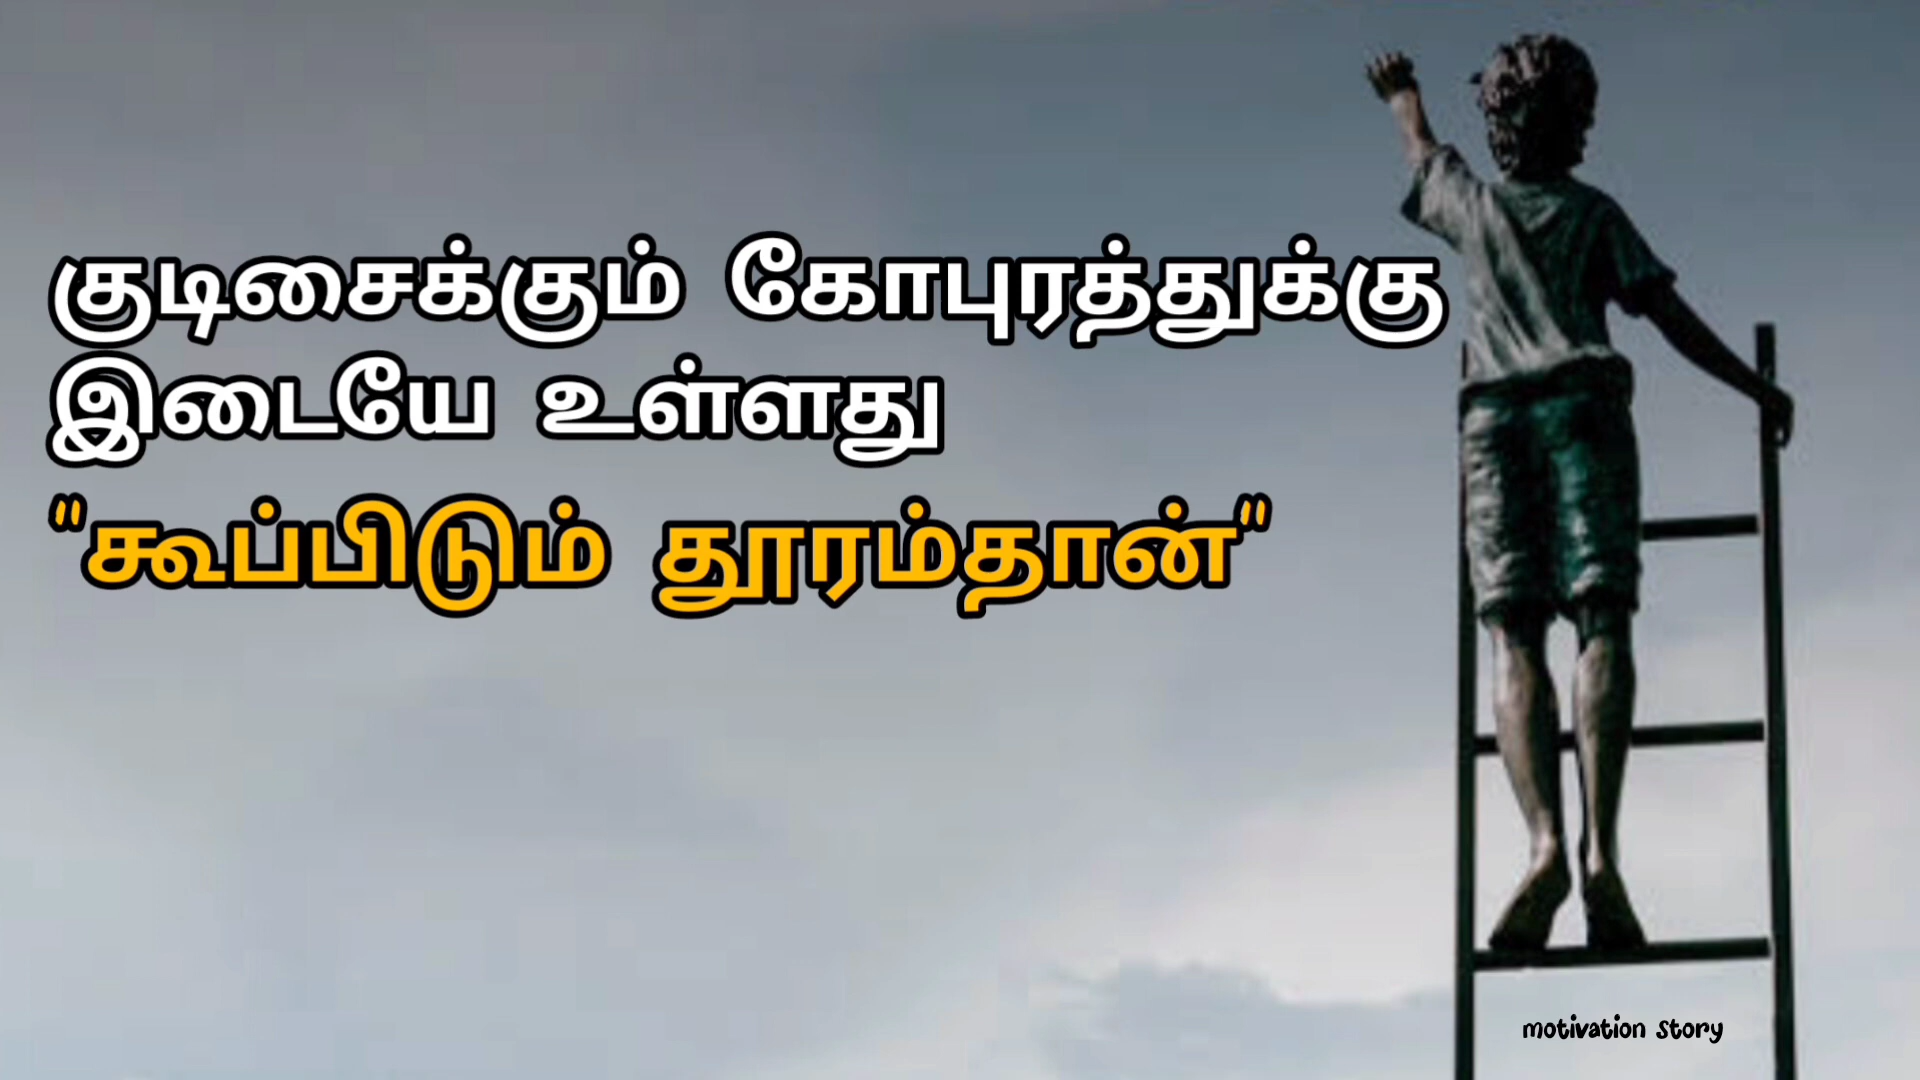 குடிசைக்கும் கோபுரத்துக்கு
இடையே உள்ளது
"கூப்பிடும் தூரம்தான்"
motivation story